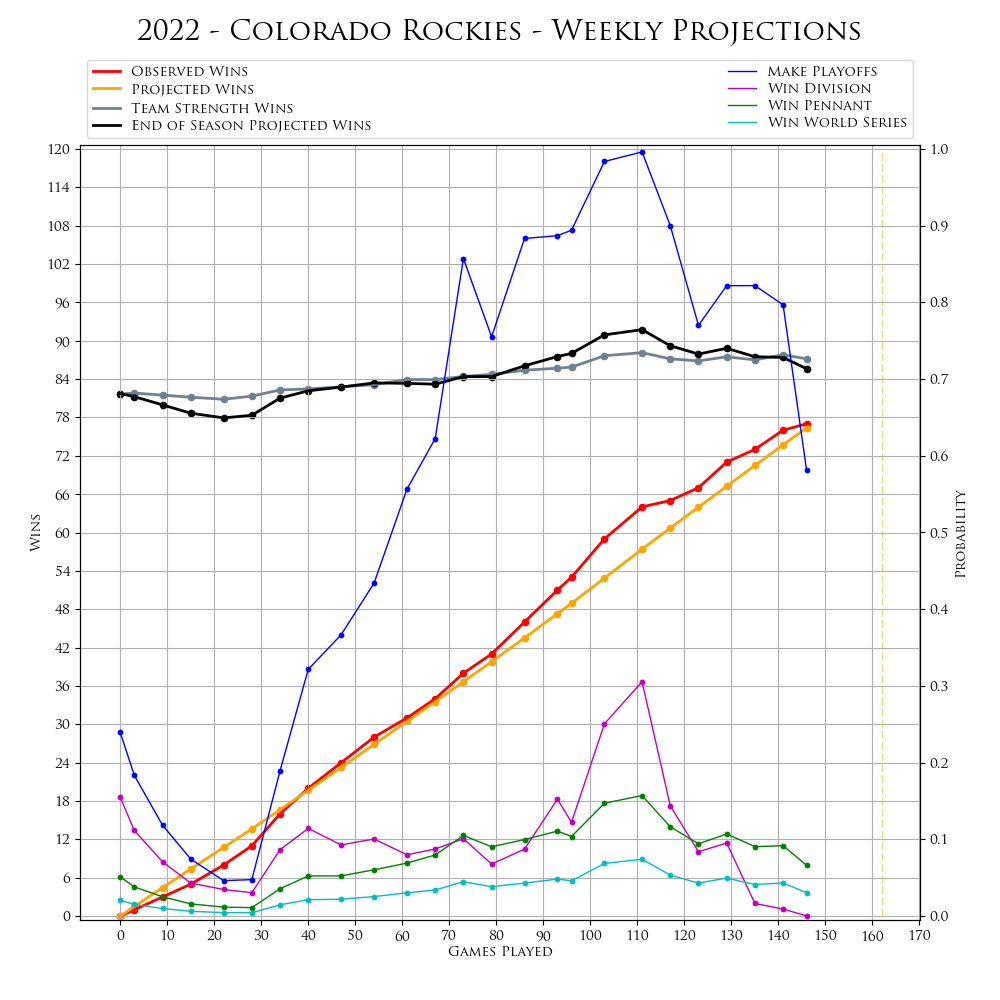 2022 - Colorado Rockies - Weekly Projections
Observed Wins
Projected Wins
Team Strength Wins
End of Season Projected Wins
Make Playoffs
Win Division
Win Pennant
Win World Series
120
114
108
102
96
90
84
78
72
66
60
54
48
42
36
30
24
18
12
6
0
Wins
1.0
0.9
0.8
0.7
0.6
0.5
0.4
0.3
0.2
0.1
0.0
Probability
0 10 20 30 40 50 60 70 80 90 100 110 120 130 140 150 160 170
Games Played